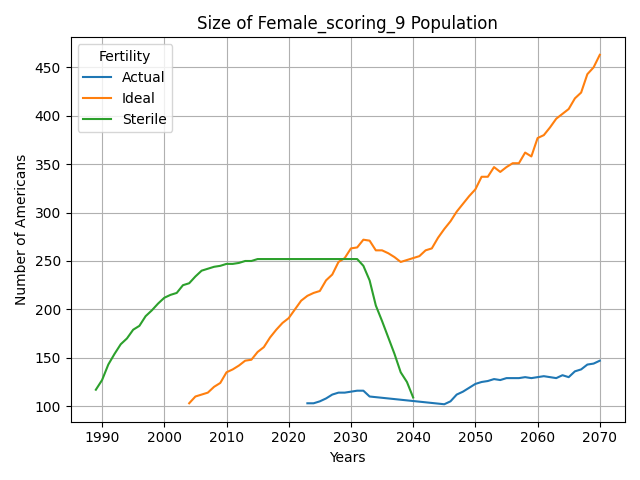 Size of Female_scoring_9 Population
Fertility
Actual
Ideal
Sterile
Number of Americans
450
400
350
300
250
200
150
100
1990 2000 2010 2020 2030 2040 2050 2060 2070
Years